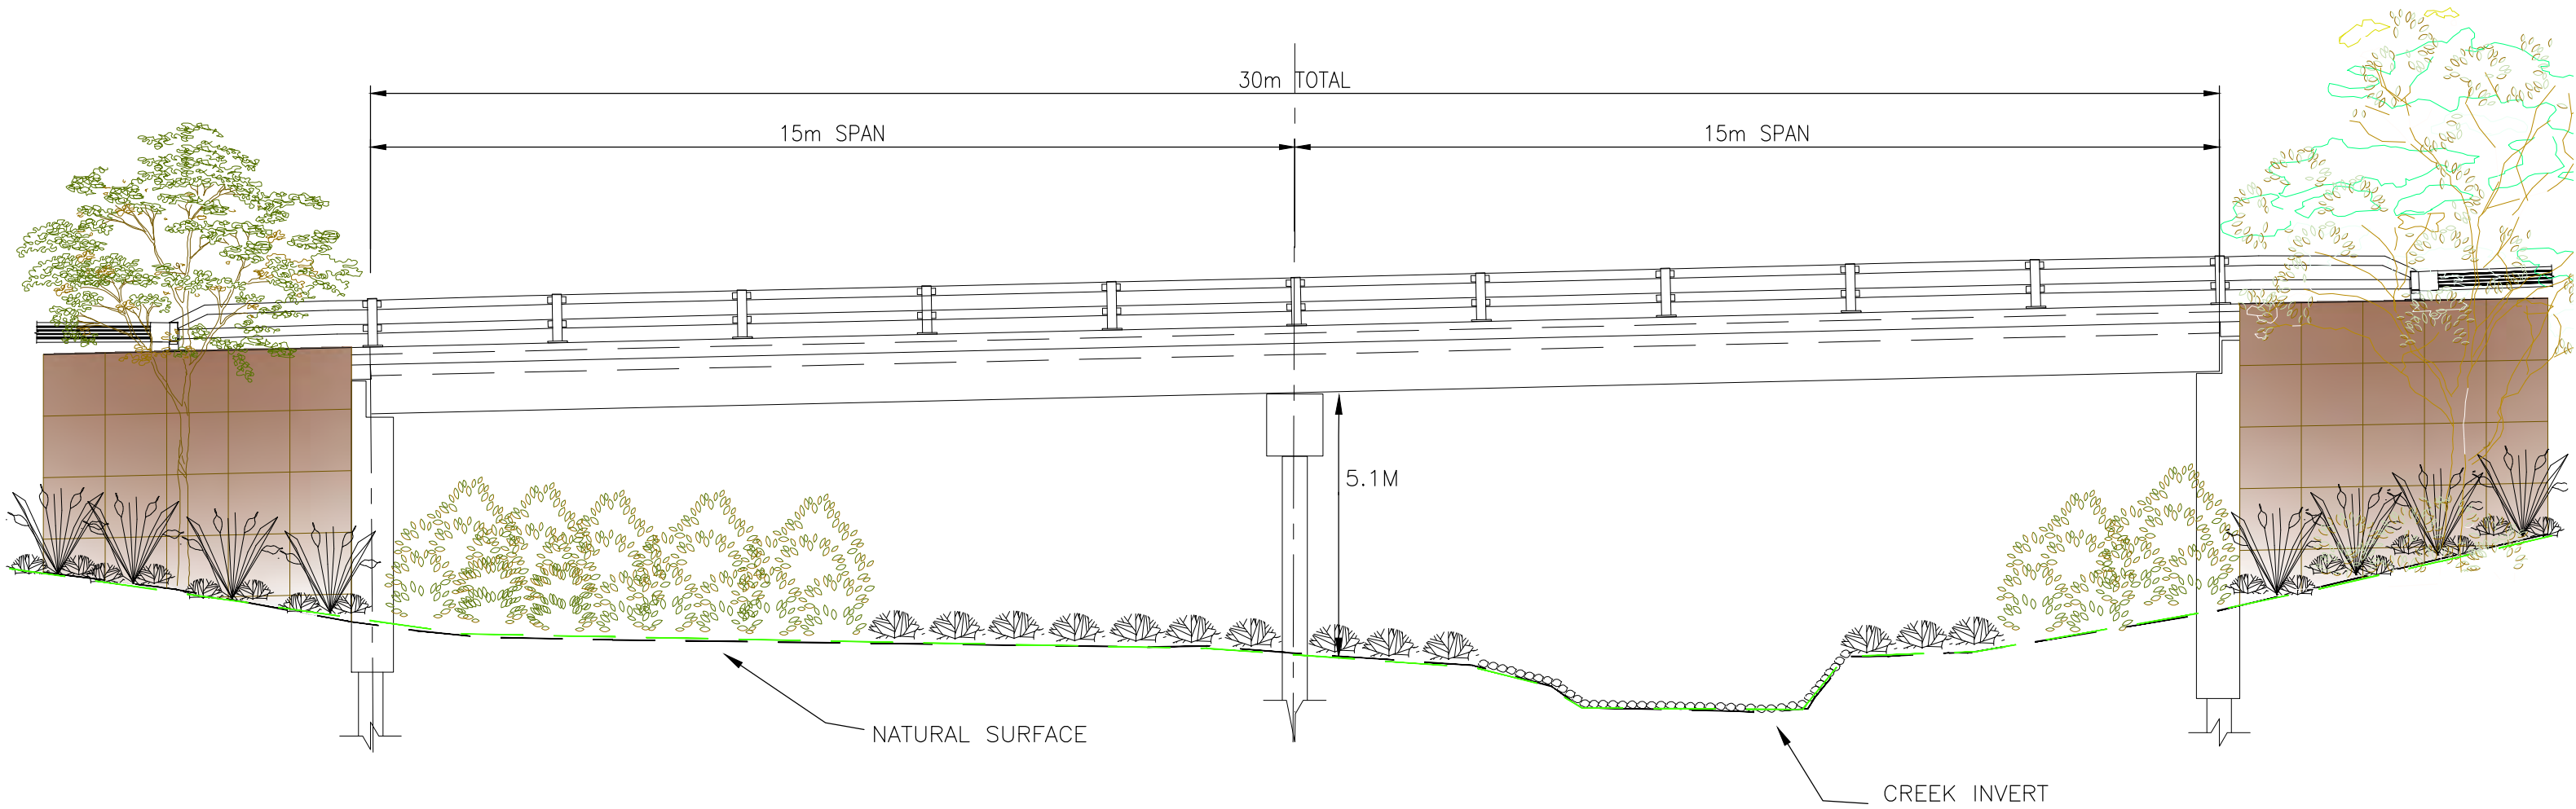 30m TOTAL
15m SPAN
15m SPAN
5.1M
NATURAL SURFACE
CREEK INVERT